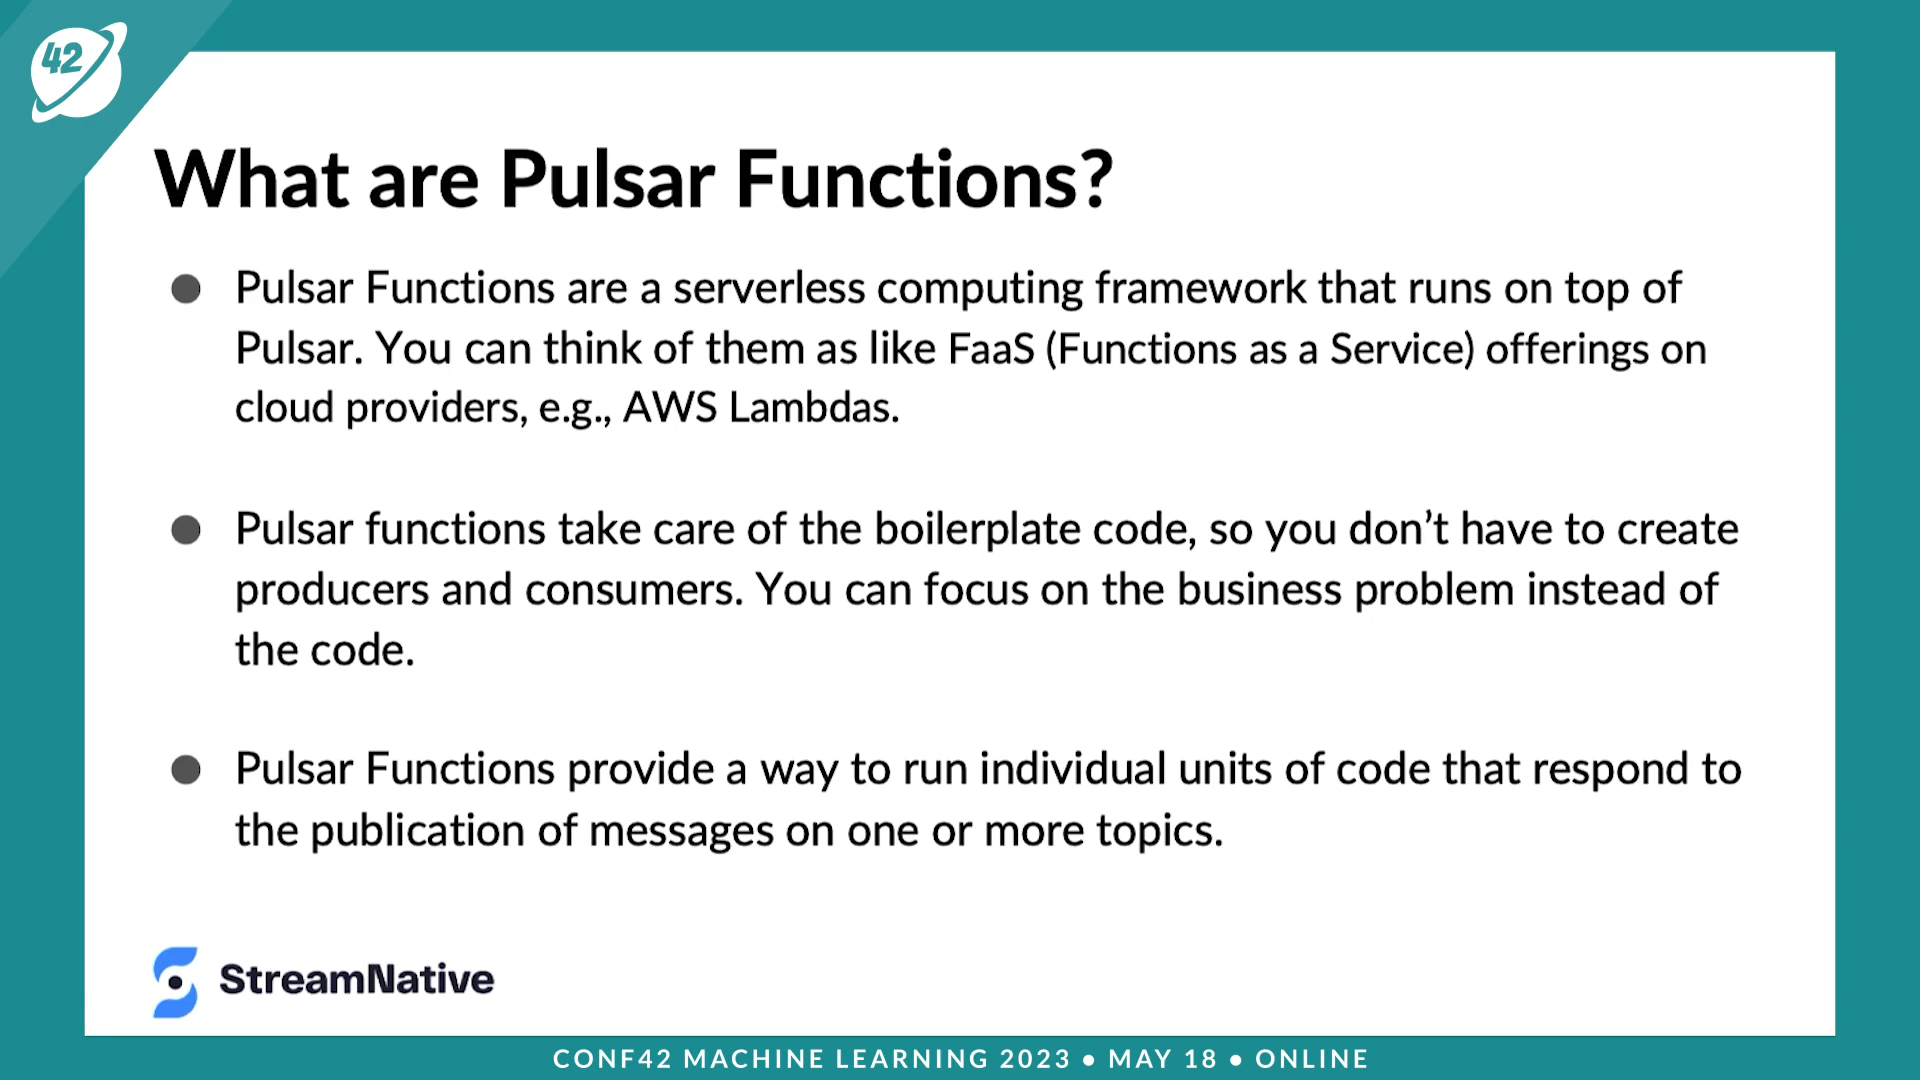 42
What are Pulsar Functions?
● Pulsar Functions are a serverless computing framework that runs on top of
Pulsar. You can think of them as like FaaS (Functions as a Service) offerings on
cloud providers, e.g., AWS Lambdas.
● Pulsar functions take care of the boilerplate code, so you don’t have to create
producers and consumers. You can focus on the business problem instead of
the code.
● Pulsar Functions provide a way to run individual units of code that respond to
the publication of messages on one or more topics.
StreamNative
CONF42 MACHINE LEARNING 2023 ● MAY 18 ● ONLINE